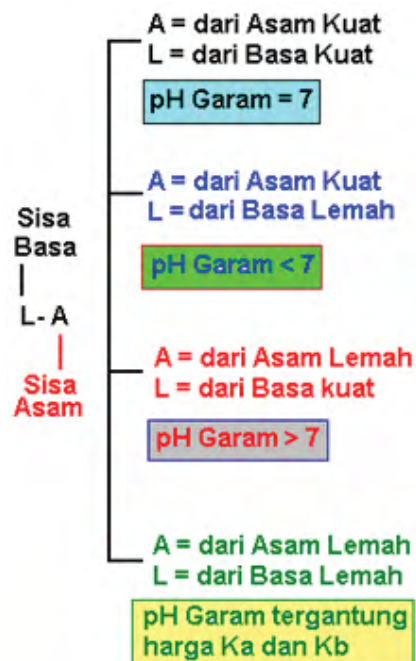 Sisa
Basa
L- A
Sisa
Asam
A = dari Asam Kuat
L = dari Basa Kuat
pH Garam = 7
A = dari Asam Kuat
L = dari Basa Lemah
pH Garam < 7
A = dari Asam Lemah
L = dari Basa kuat
pH Garam > 7
A = dari Asam Lemah
L = dari Basa Lemah
pH Garam tergantung
harga Ka dan Kb